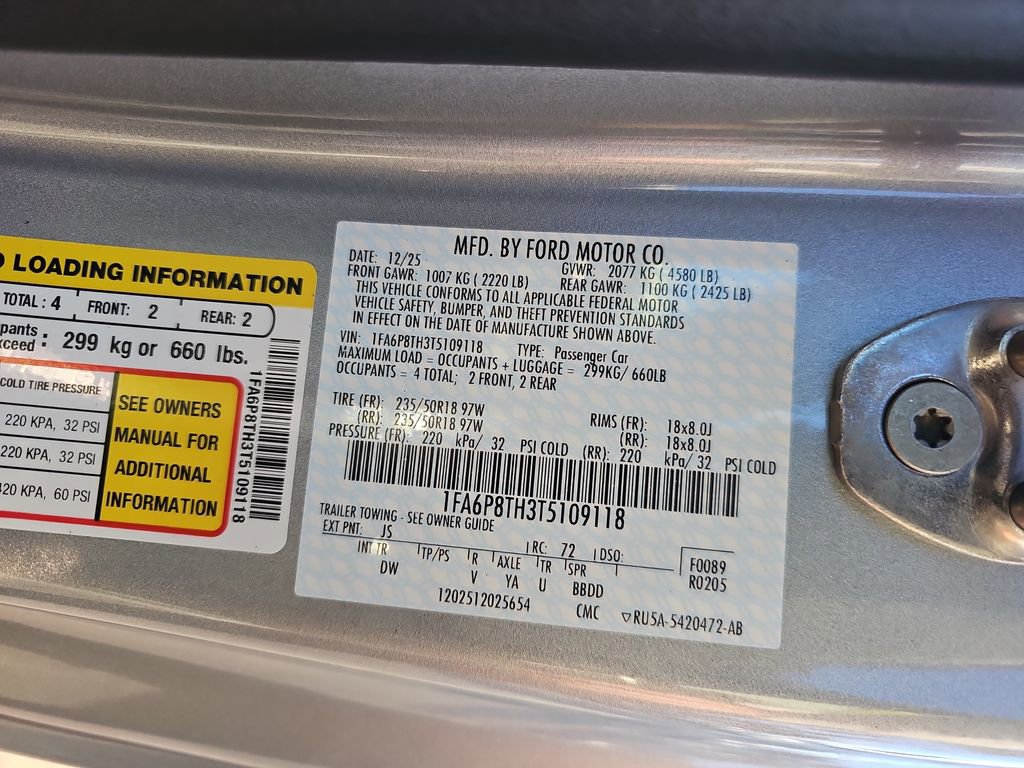 O LOADING INFORMATION
TOTAL: 4 FRONT: 2 REAR: 2
pants
xceed: 299 kg or 660 lbs.
COLD TIRE PRESSURE
220 KPA, 32 PSI
220 KPA, 32 PSI
420 KPA, 60 PSI
SEE OWNERS
MANUAL FOR
ADDITIONAL
INFORMATION
1FA6P8TH3T5109118
MFD. BY FORD MOTOR CO.
DATE: 12/25 GVWR: 2077 KG ( 4580 LB)
FRONT GAWR: 1007 KG ( 2220 LB) REAR GAWR: 1100 KG ( 2425 LB)
THIS VEHICLE CONFORMS TO ALL APPLICABLE FEDERAL MOTOR
VEHICLE SAFETY, BUMPER, AND THEFT PREVENTION STANDARDS
IN EFFECT ON THE DATE OF MANUFACTURE SHOWN ABOVE.
VIN: 1FA6P8TH3T5109118 TYPE: Passenger Car
MAXIMUM LOAD = OCCUPANTS + LUGGAGE = 299KG/ 660LB
OCCUPANTS = 4 TOTAL; 2 FRONT, 2 REAR
TIRE (FR): 235/50R18 97W RIMS (FR): 18x8.0J
(RR): 235/50R18 97W (RR): 18x8.0J
PRESSURE (FR): 220 kPa/ 32 PSI COLD (RR): 220 kPa/ 32 PSI COLD
1FA6P8TH3T5109118
TRAILER TOWING - SEE OWNER GUIDE
EXT PNT: JS RC: 72 DSO: F0089
INT TR TP/PS R AXLE TR SPR R0205
DW V YA U BBDD
1202512025654 CMC ▽RU5A-5420472-AB